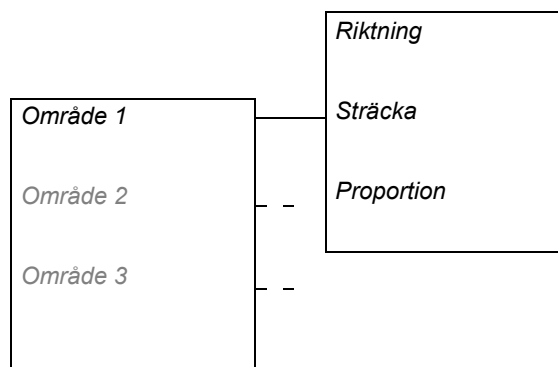 Område 1
Område 2
Område 3
Riktning
Sträcka
Proportion